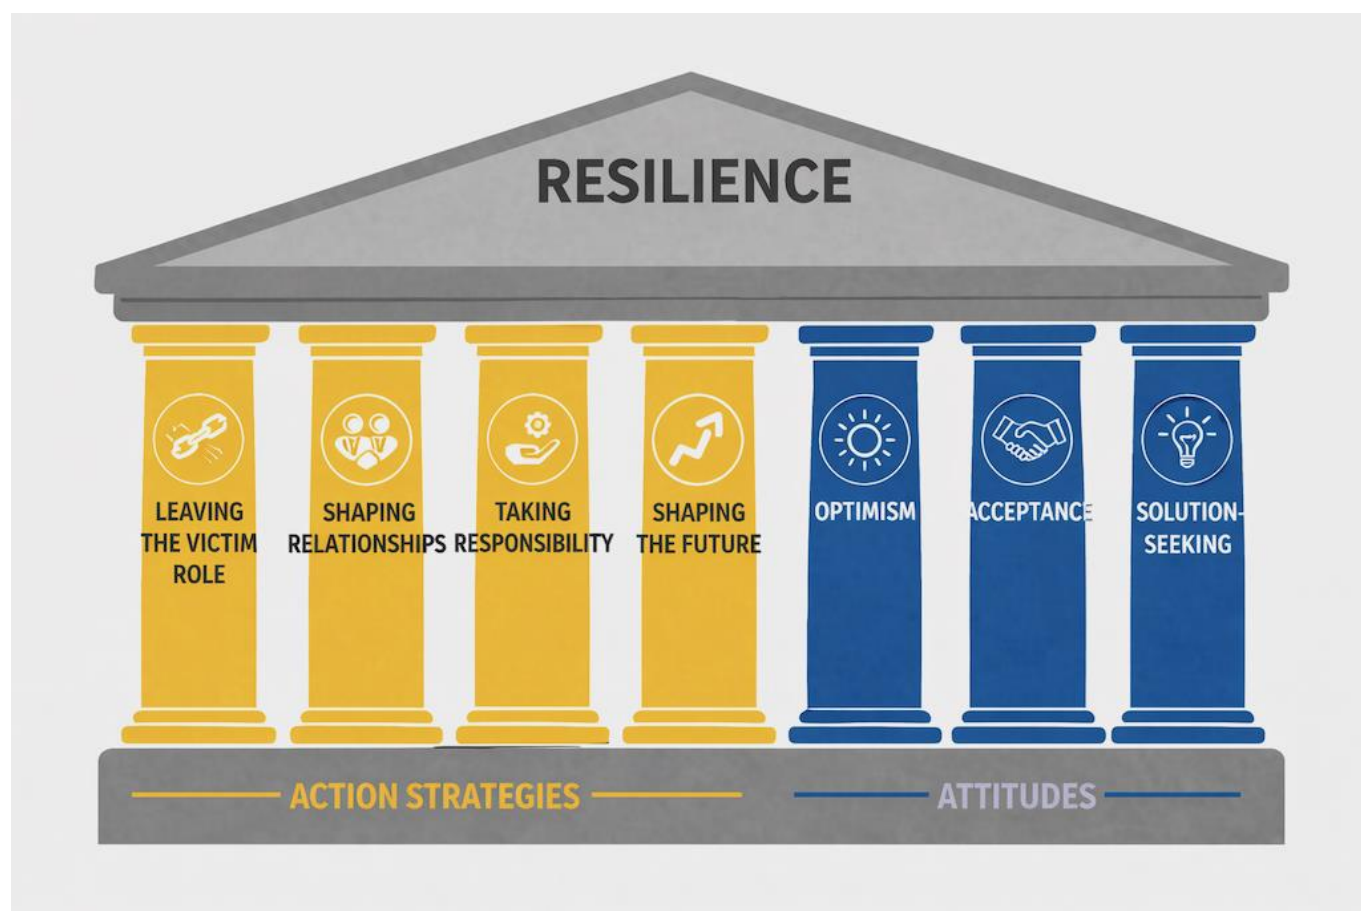 RESILIENCE
LEAVING
THE VICTIM
ROLE
SHAPING
RELATIONSHIPS
TAKING
RESPONSIBILITY
SHAPING
THE FUTURE
OPTIMISM
ACCEPTANCE
SOLUTION-
SEEKING
ACTION STRATEGIES
ATTITUDES